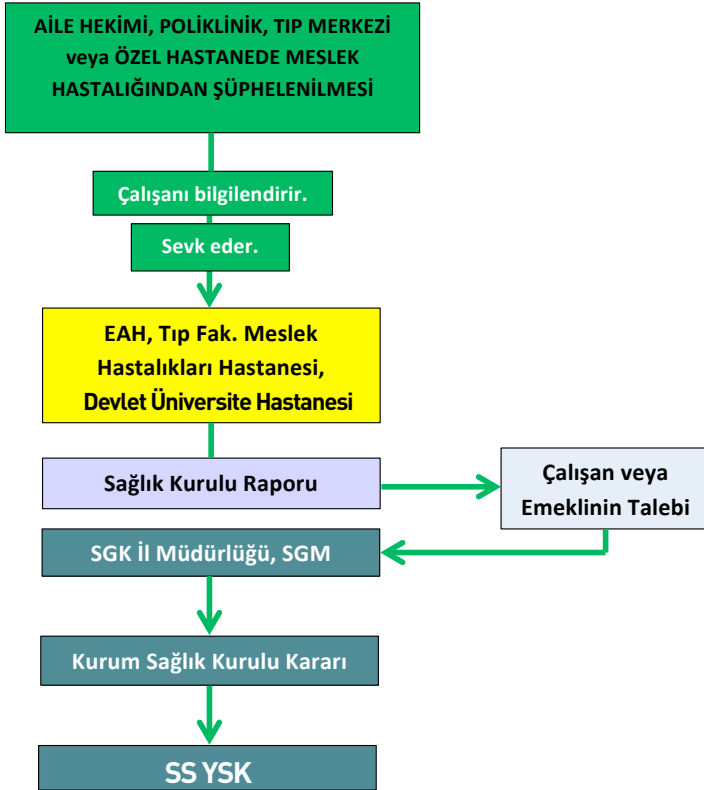 AİLE HEKİMİ, POLİKLİNİK, TIP MERKEZİ
veya ÖZEL HASTANEDE MESLEK
HASTALIĞINDAN ŞÜPHELENİLMESİ
Çalışanı bilgilendirir.
Sevk eder.
EAH, Tıp Fak. Meslek
Hastalıkları Hastanesi,
Devlet Üniversite Hastanesi
Sağlık Kurulu Raporu
Çalışan veya
Emeklinin Talebi
SGK İl Müdürlüğü, SGM
Kurum Sağlık Kurulu Kararı
SS YSK